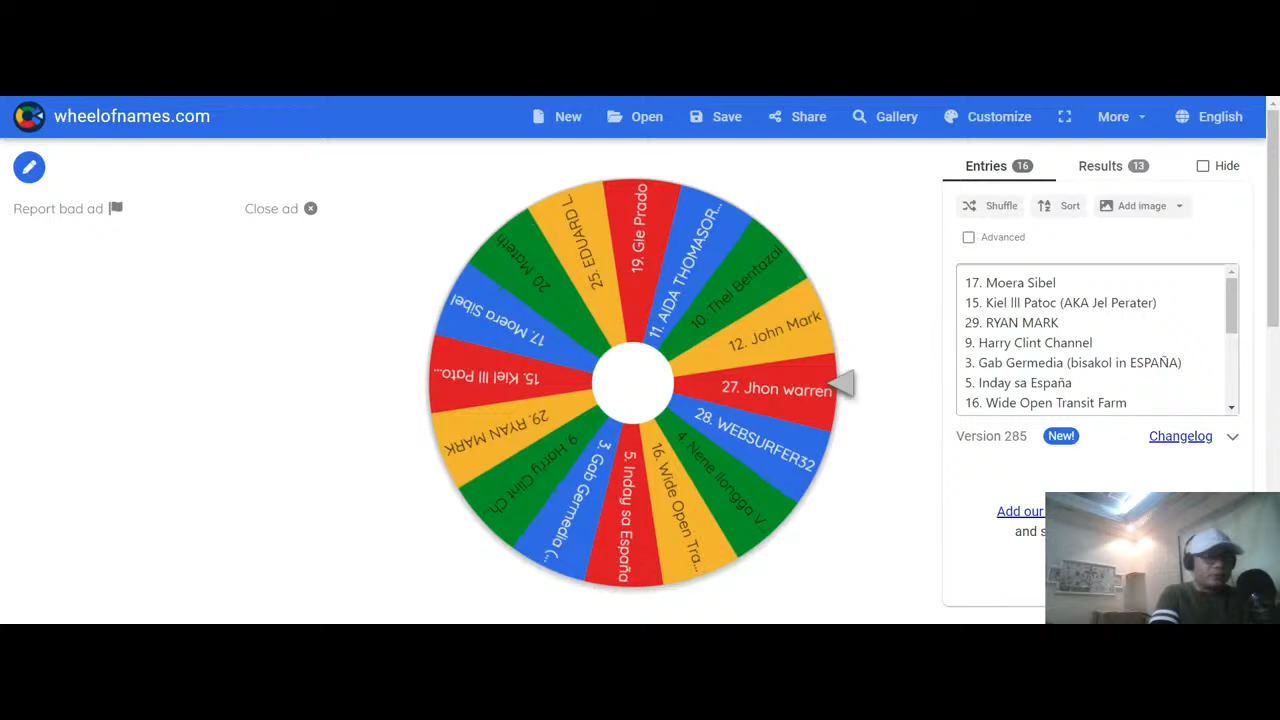 wheelofnames.com
New
Open
Save
Share
Gallery
Customize
More
English
Report bad ad
Close ad
19. Gie Prado
11. AIDA THOMASOR...
10. Thel Bentazal
12. John Mark
27. Jhon warren
28. WEBSURFER32
4. Nene ilongga V...
16. Wide Open Tra...
5. Inday sa España
3. Gab Germedia (...
9. Harry Clint Ch...
29. RYAN MARK
15. Kiel lll Pato...
17. Moera Sibel
20. Mateth
25. EDUARD L.
Entries 16
Results 13
Hide
Shuffle
Sort
Add image
Advanced
17. Moera Sibel
15. Kiel lll Patoc (AKA Jel Perater)
29. RYAN MARK
9. Harry Clint Channel
3. Gab Germedia (bisakol in ESPAÑA)
5. Inday sa España
16. Wide Open Transit Farm
Version 285
New!
Changelog
Add our
and s